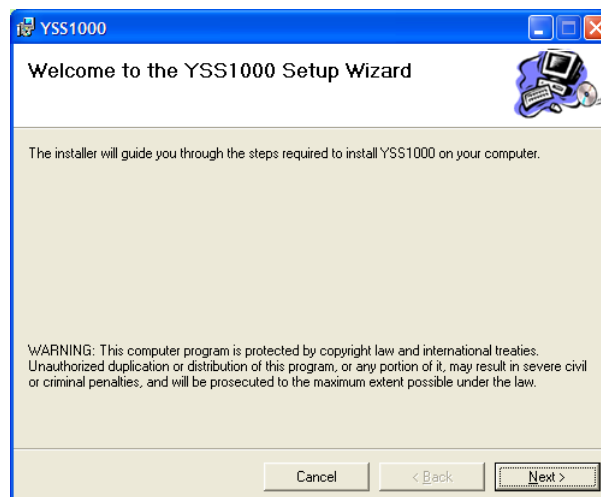 YSS1000
Welcome to the YSS1000 Setup Wizard
The installer will guide you through the steps required to install YSS1000 on your computer.
WARNING: This computer program is protected by copyright law and international treaties.
Unauthorized duplication or distribution of this program, or any portion of it, may result in severe civil
or criminal penalties, and will be prosecuted to the maximum extent possible under the law.
Cancel
< Back
Next >